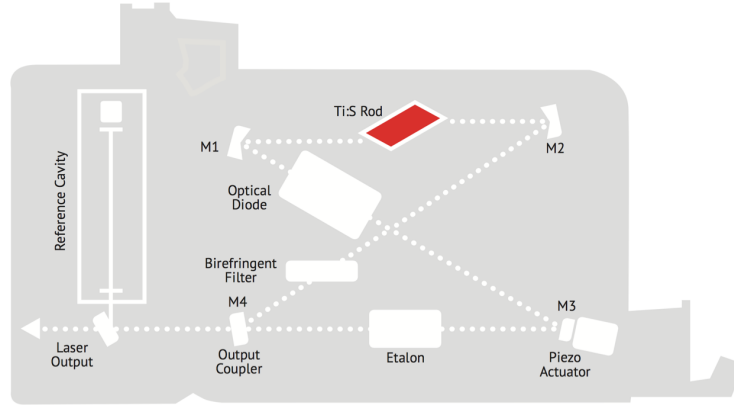 Ti:S Rod
M1
M2
Optical
Diode
Reference Cavity
Birefringent
Filter
M4
M3
Laser
Output
Output
Coupler
Etalon
Piezo
Actuator